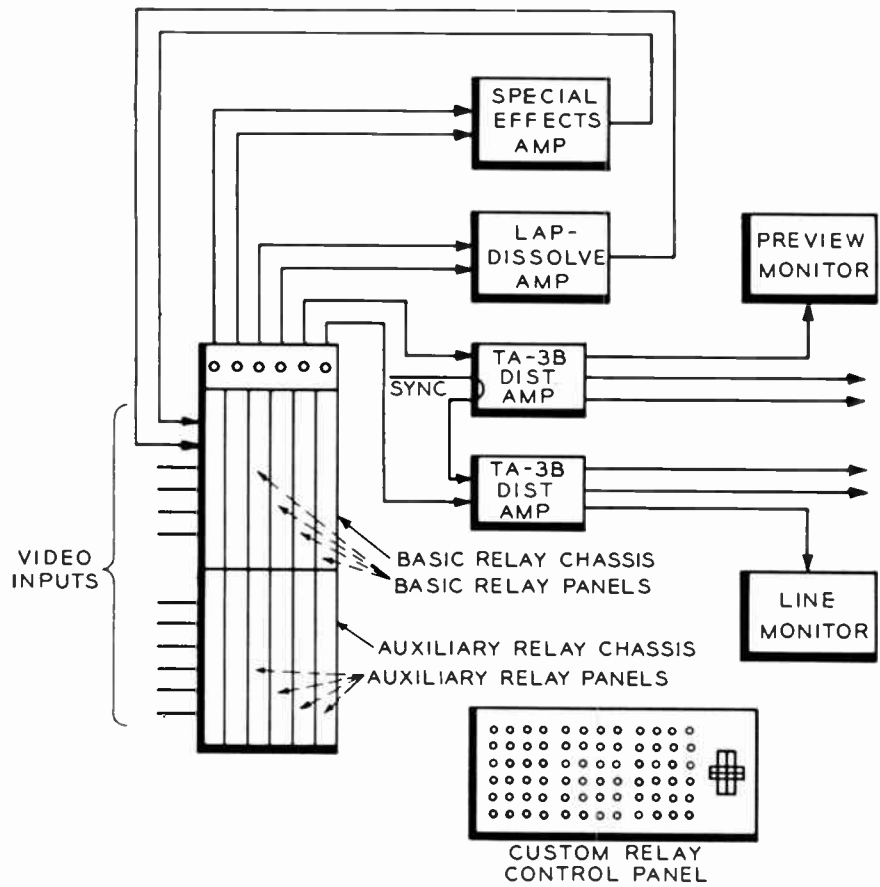 SPECIAL
EFFECTS
AMP
LAP-
DISSOLVE
AMP
PREVIEW
MONITOR
TA-3B
DIST
AMP
SYNC
TA-3B
DIST
AMP
VIDEO
INPUTS
BASIC RELAY CHASSIS
BASIC RELAY PANELS
LINE
MONITOR
AUXILIARY RELAY CHASSIS
AUXILIARY RELAY PANELS
CUSTOM RELAY
CONTROL PANEL